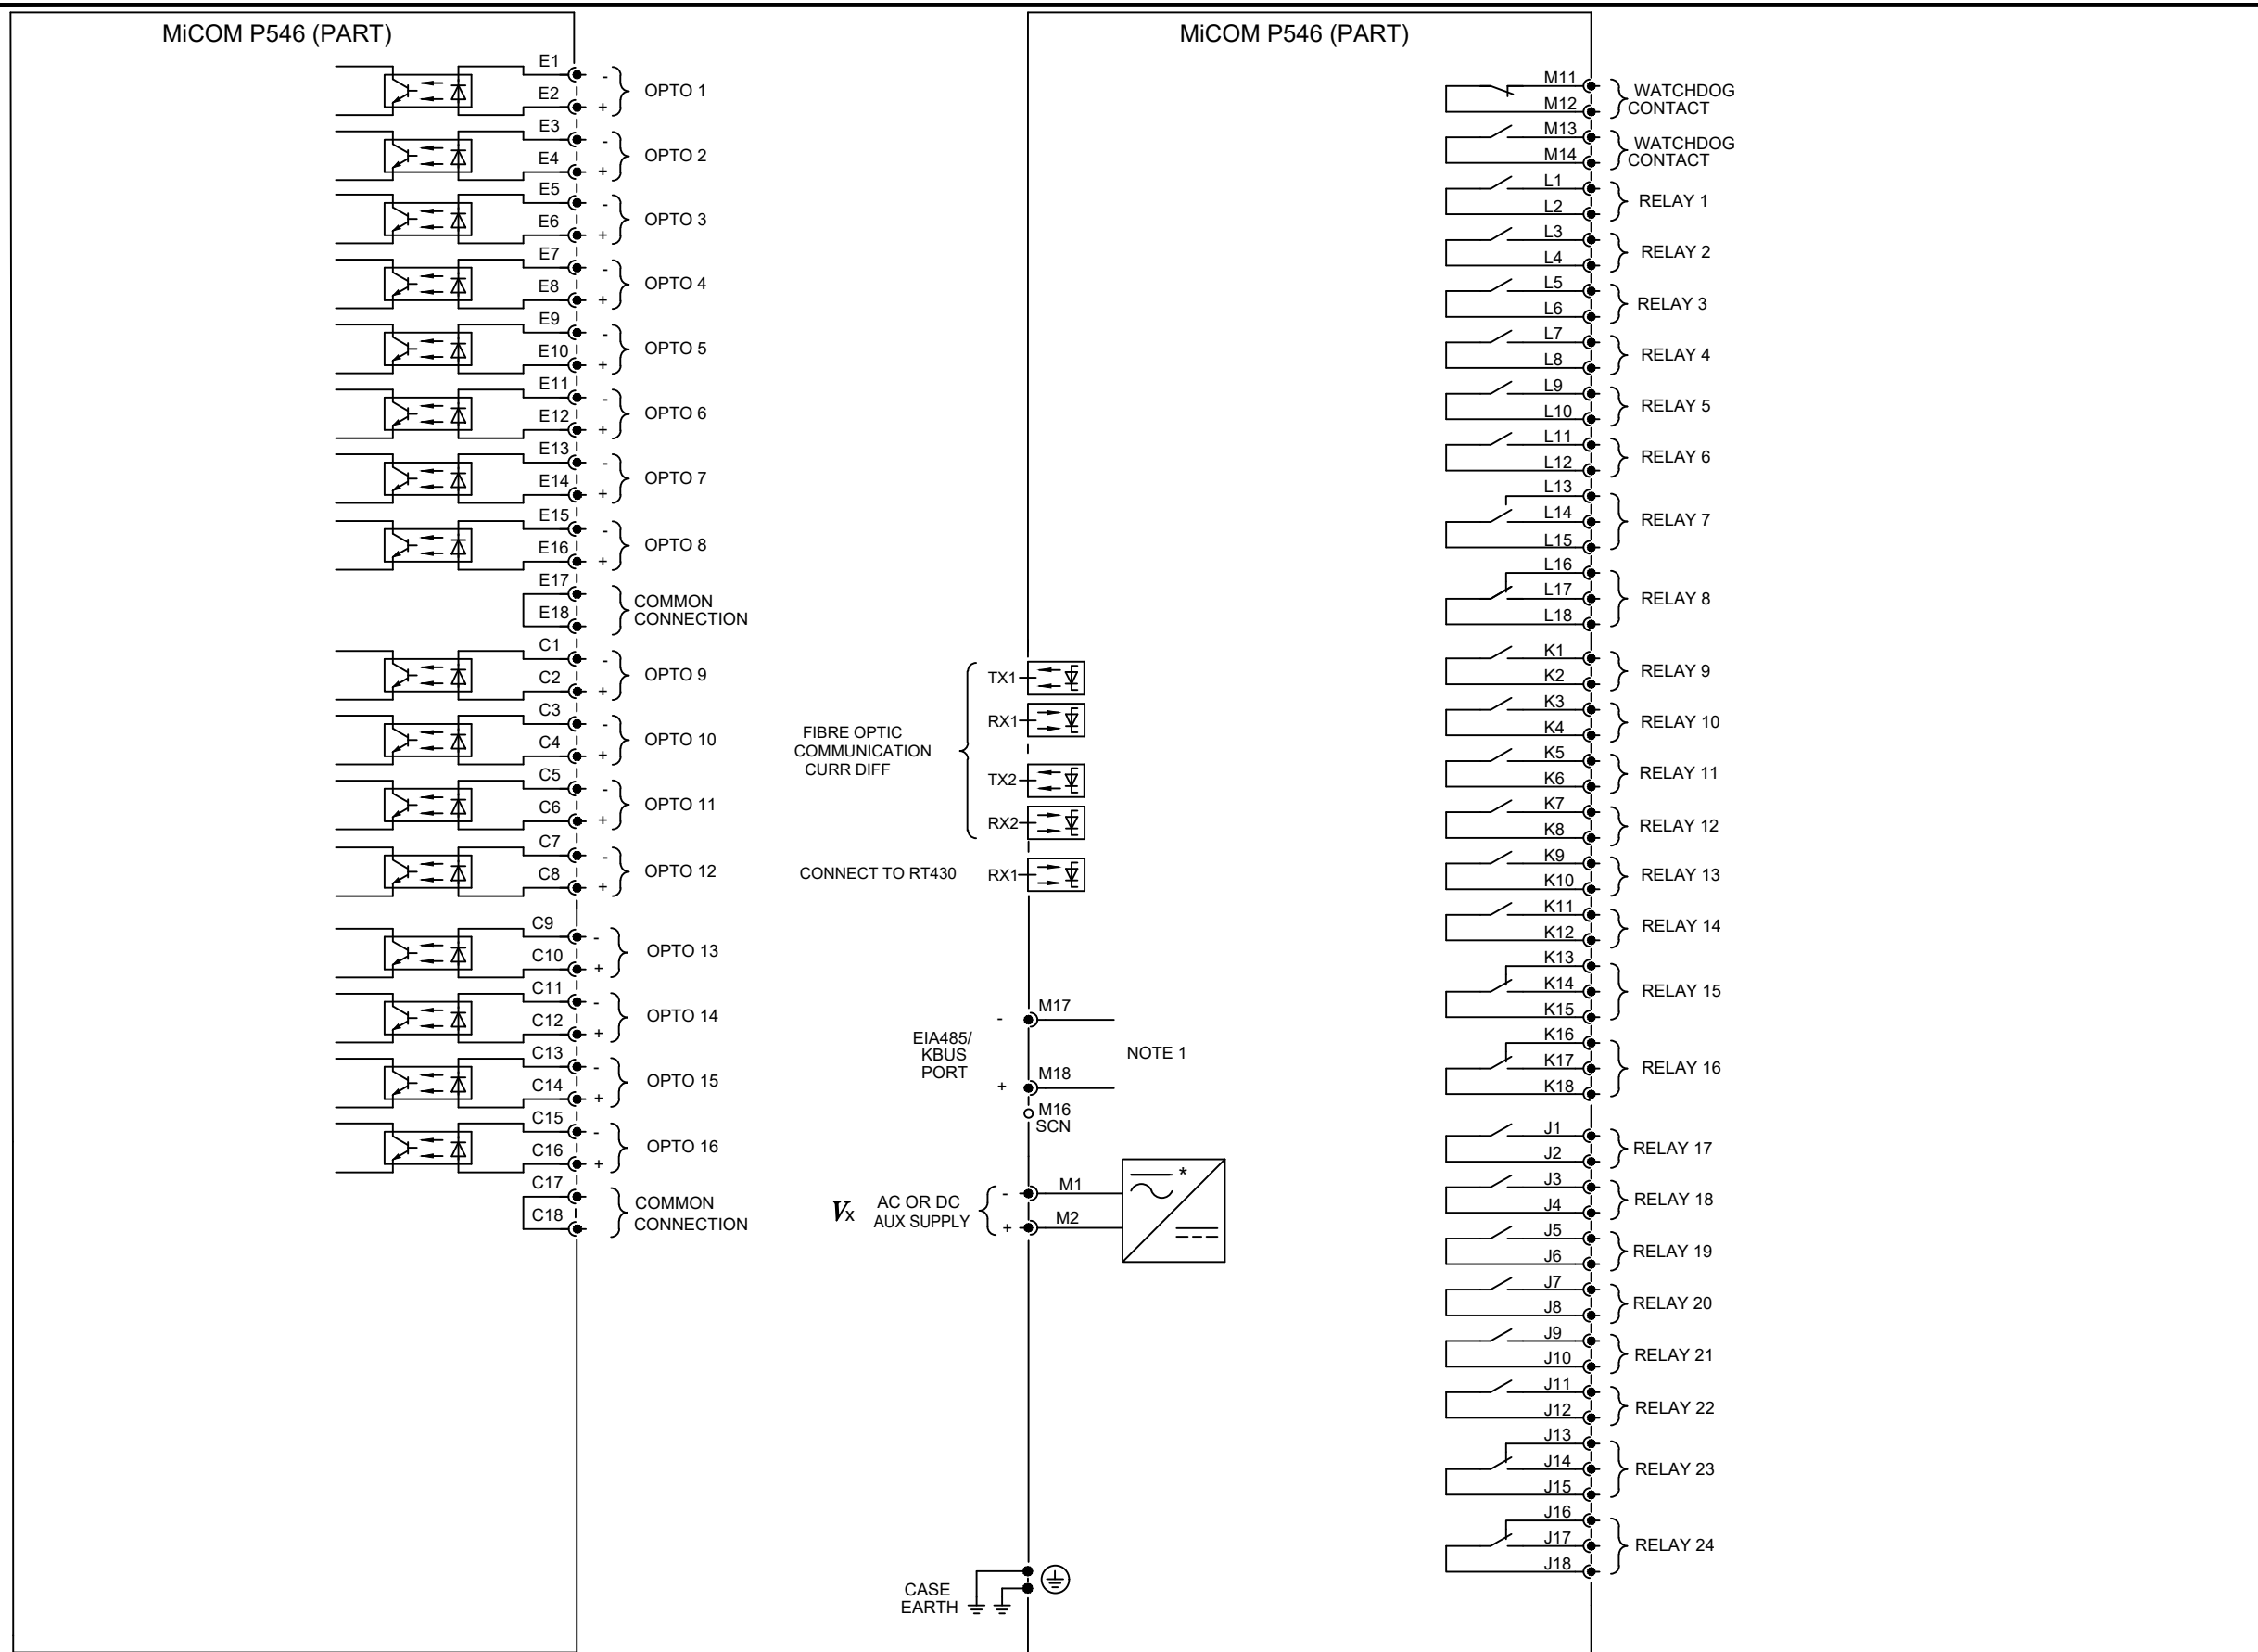 MiCOM P546 (PART)
E1
-
OPTO 1
E2
+
E3
-
OPTO 2
E4
+
E5
-
OPTO 3
E6
+
E7
-
OPTO 4
E8
+
E9
-
OPTO 5
E10
+
E11
-
OPTO 6
E12
+
E13
-
OPTO 7
E14
+
E15
-
OPTO 8
E16
+
E17
COMMON
E18
CONNECTION
C1
-
OPTO 9
C2
+
C3
-
OPTO 10
C4
+
C5
-
OPTO 11
C6
+
C7
-
OPTO 12
C8
+
C9
-
OPTO 13
C10
+
C11
-
OPTO 14
C12
+
C13
-
OPTO 15
C14
+
C15
-
OPTO 16
C16
+
C17
COMMON
C18
CONNECTION
MiCOM P546 (PART)
TX1
RX1
FIBRE OPTIC
COMMUNICATION
CURR DIFF
TX2
RX2
CONNECT TO RT430
RX1
M17
-
EIA485/
KBUS
PORT
NOTE 1
M18
+
M16
SCN
M1
-
*
Vx
AC OR DC
AUX SUPPLY
M2
+
CASE
EARTH
M11
WATCHDOG
M12
CONTACT
M13
WATCHDOG
M14
CONTACT
L1
RELAY 1
L2
L3
RELAY 2
L4
L5
RELAY 3
L6
L7
RELAY 4
L8
L9
RELAY 5
L10
L11
RELAY 6
L12
L13
L14
RELAY 7
L15
L16
L17
RELAY 8
L18
K1
RELAY 9
K2
K3
RELAY 10
K4
K5
RELAY 11
K6
K7
RELAY 12
K8
K9
RELAY 13
K10
K11
RELAY 14
K12
K13
K14
RELAY 15
K15
K16
K17
RELAY 16
K18
J1
RELAY 17
J2
J3
RELAY 18
J4
J5
RELAY 19
J6
J7
RELAY 20
J8
J9
RELAY 21
J10
J11
RELAY 22
J12
J13
J14
RELAY 23
J15
J16
J17
RELAY 24
J18